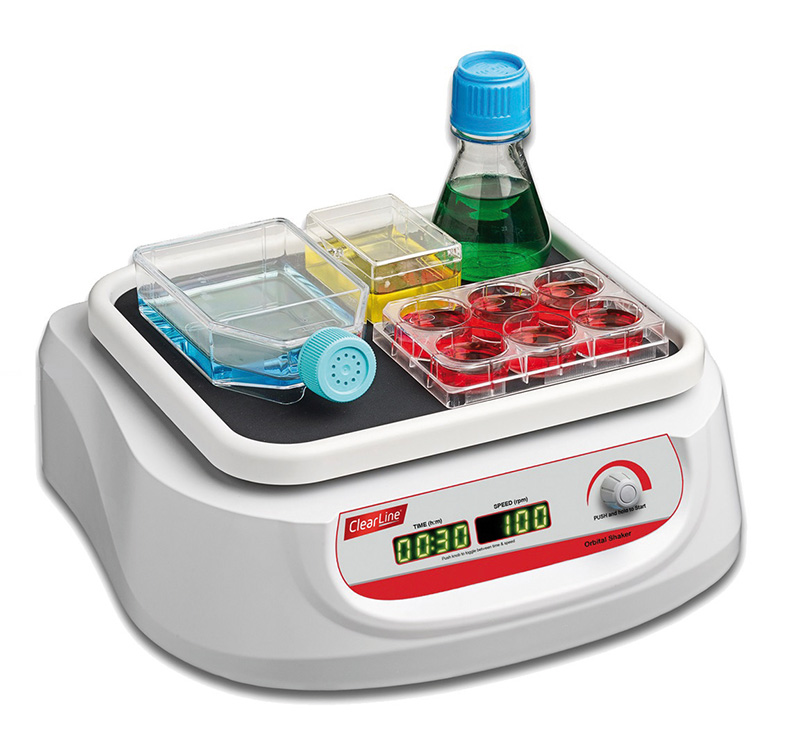 ClearLine®
TIME (h:m)
SPEED (rpm)
00:30
100
Push knob to toggle between time & speed
PUSH and hold to Start
Orbital Shaker